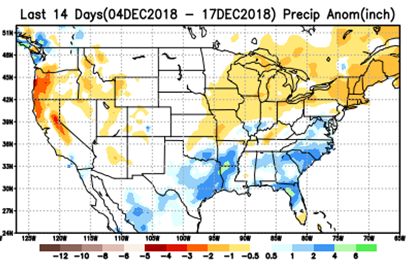 Last 14 Days(04DEC2018 – 17DEC2018) Precip Anom(inch)
51N
48N
45N
42N
39N
36N
33N
30N
27N
24N
125W 120W 115W 110W 105W 100W 95W 90W 85W 80W 75W 70W 65W
-12 -10 -8 -6 -5 -4 -3 -2 -1 -0.5 0.5 1 2 4 6